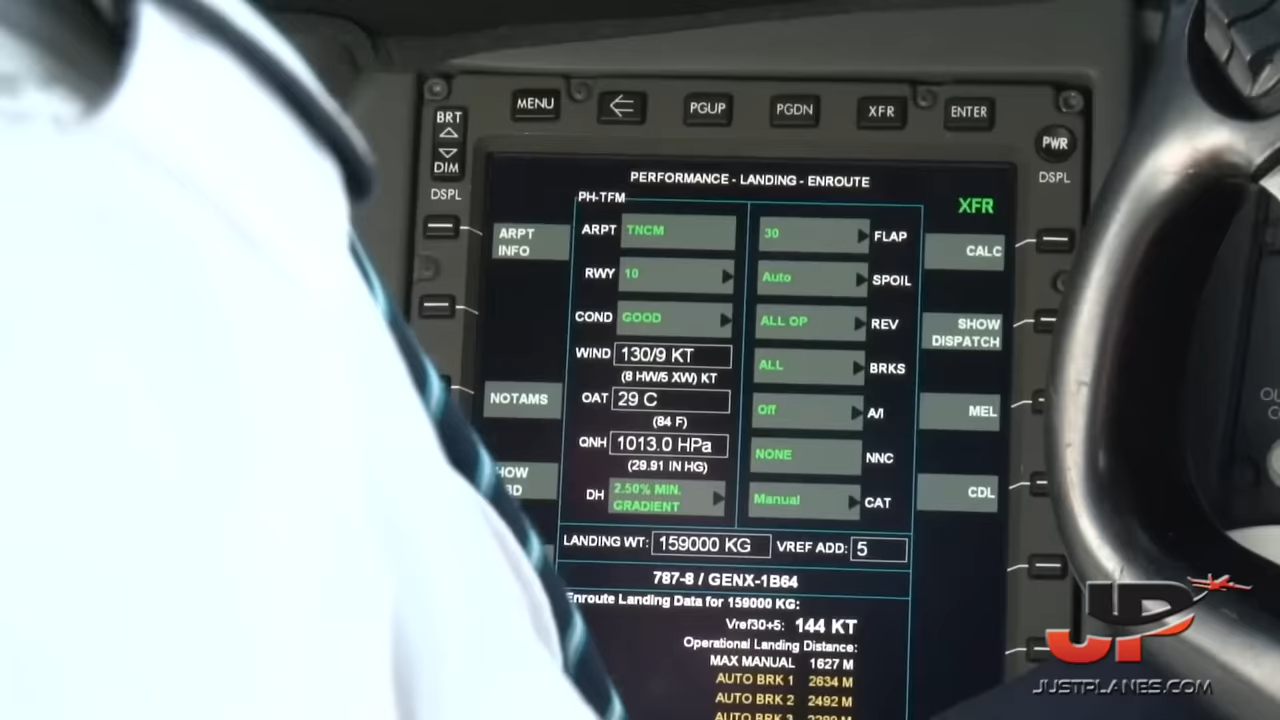 MENU
PGUP
PGDN
XFR
ENTER
BRT
DIM
DSPL
PWR
DSPL
PERFORMANCE - LANDING - ENROUTE
PH-TFM
XFR
ARPT INFO
ARPT TNCM
30 FLAP
CALC
RWY 10
Auto SPOIL
COND GOOD
ALL OP REV
SHOW DISPATCH
WIND 130/9 KT
(8 HW/5 XW) KT
ALL BRKS
NOTAMS
OAT 29 C
(84 F)
Off A/I
MEL
QNH 1013.0 HPa
(29.91 IN HG)
NONE NNC
DH 2.50% MIN. GRADIENT
Manual CAT
CDL
LANDING WT: 159000 KG VREF ADD: 5
787-8 / GENX-1B64
Enroute Landing Data for 159000 KG:
Vref30+5: 144 KT
Operational Landing Distance:
MAX MANUAL 1627 M
AUTO BRK 1 2634 M
AUTO BRK 2 2492 M
AUTO BRK 3
JP
JUSTPLANES.COM